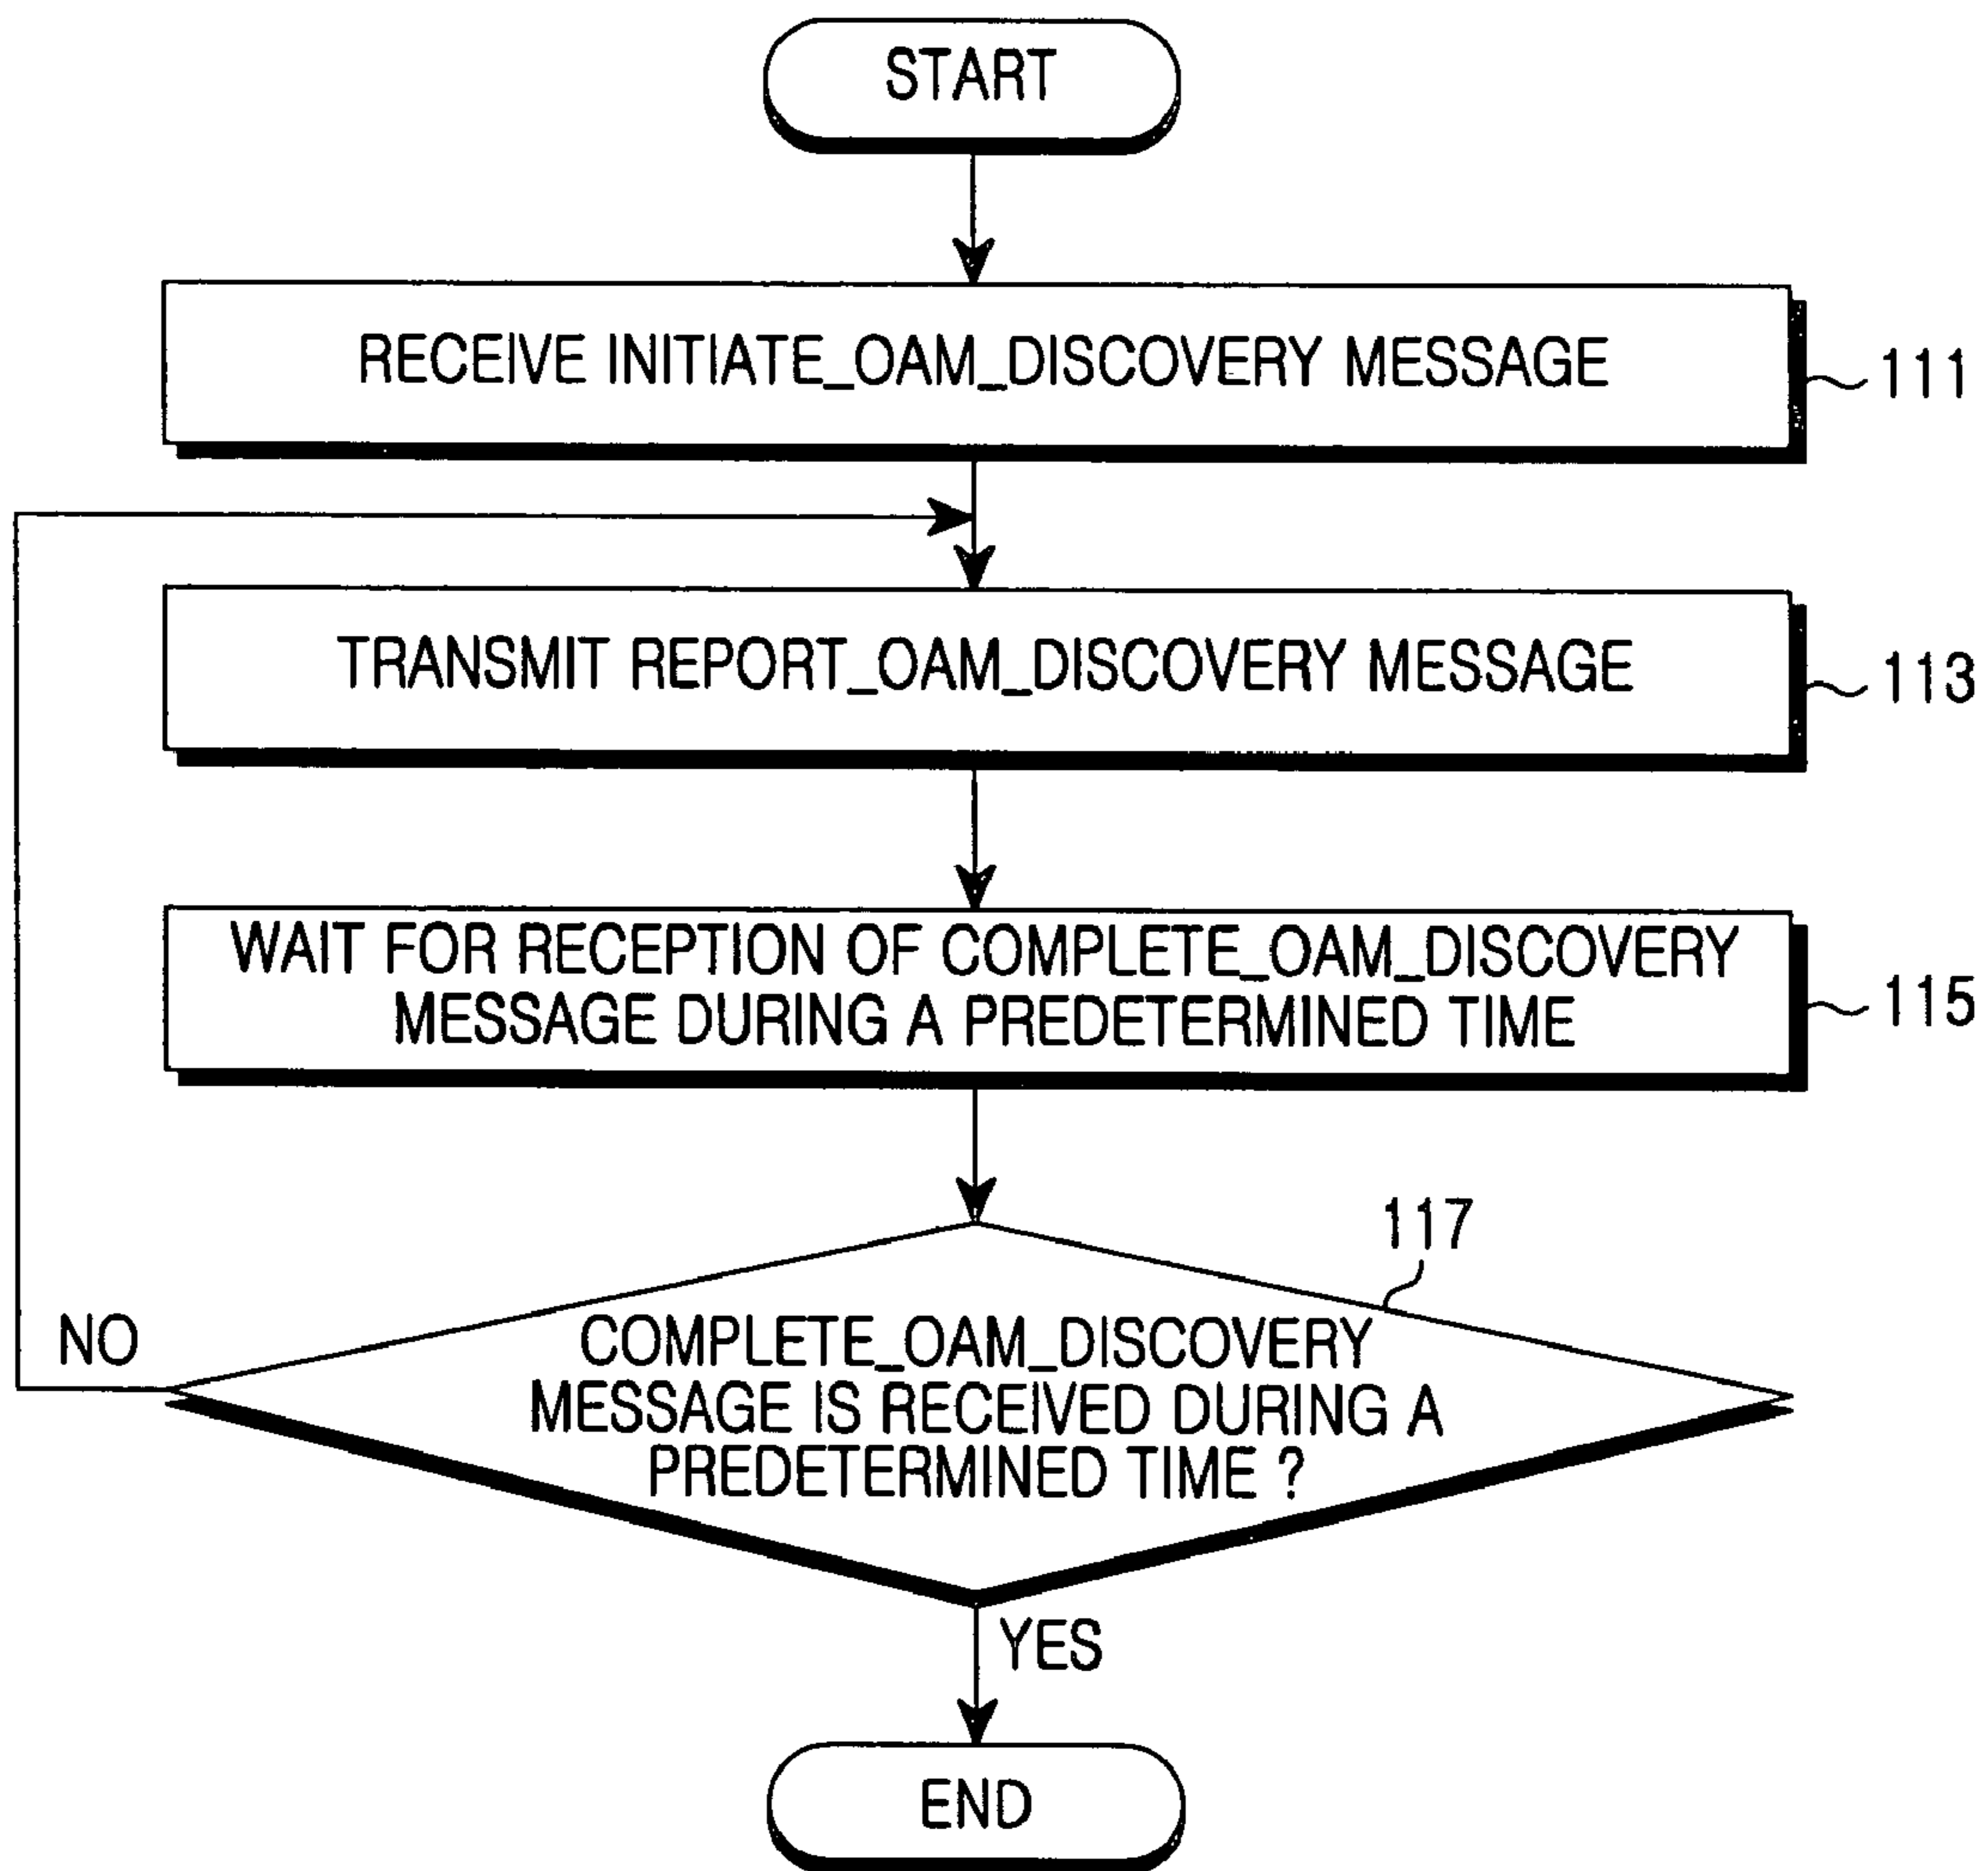 START
RECEIVE INITIATE_OAM_DISCOVERY MESSAGE
111
TRANSMIT REPORT_OAM_DISCOVERY MESSAGE
113
WAIT FOR RECEPTION OF COMPLETE_OAM_DISCOVERY
MESSAGE DURING A PREDETERMINED TIME
115
117
NO
COMPLETE_OAM_DISCOVERY
MESSAGE IS RECEIVED DURING A
PREDETERMINED TIME ?
YES
END